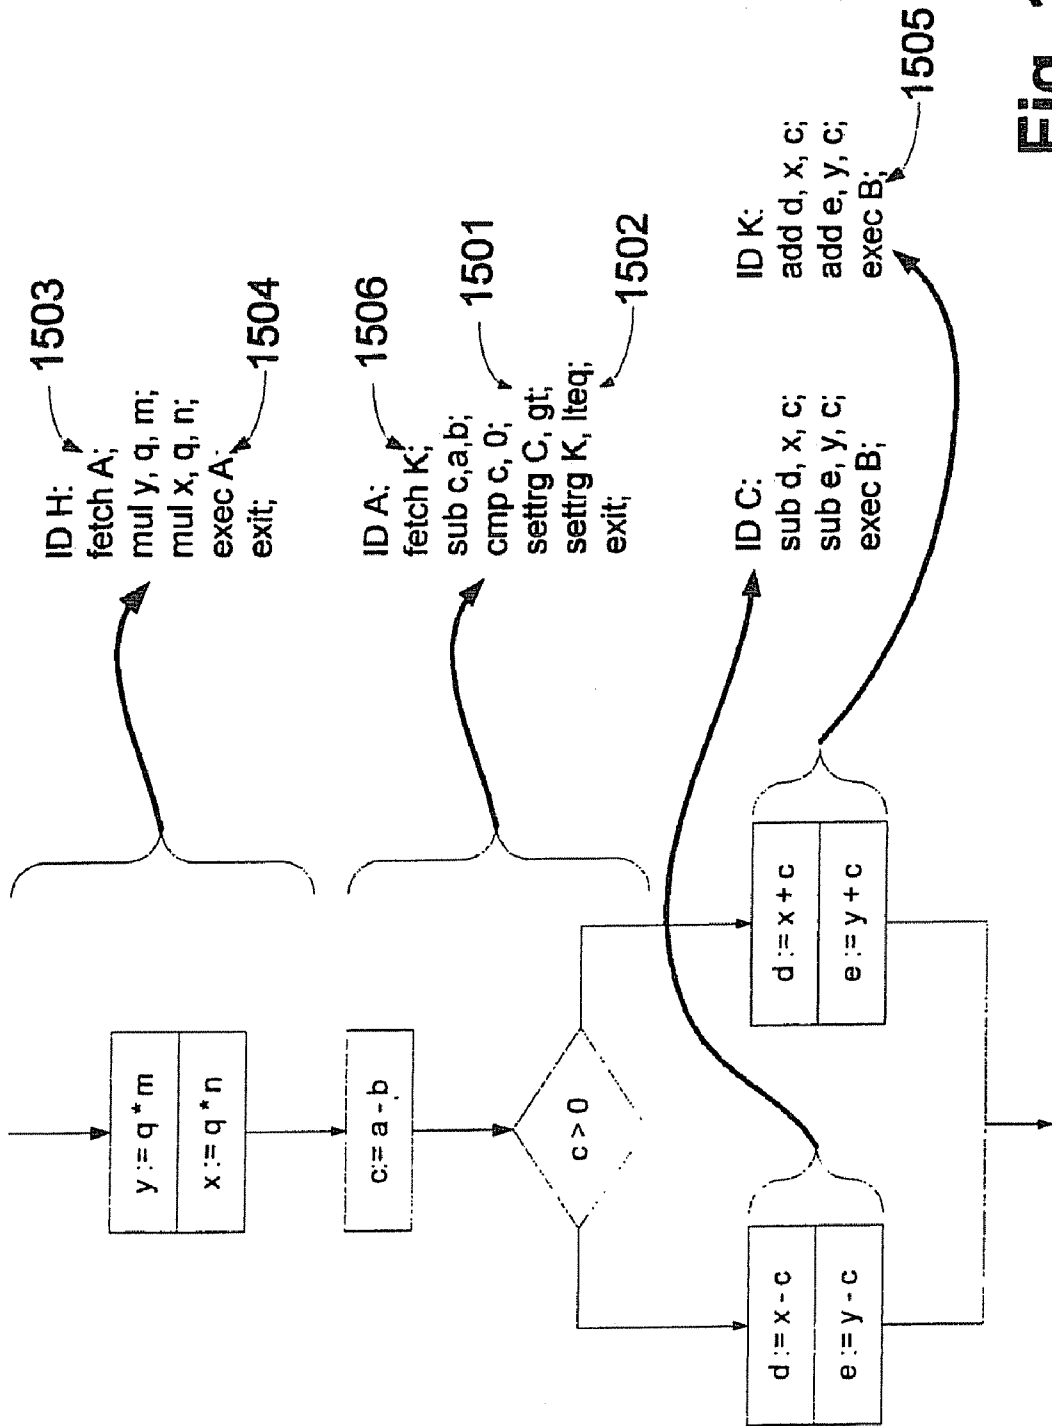 y := q * m
x := q * n
c := a - b
c > 0
d := x - c
e := y - c
d := x + c
e := y + c
ID H:
fetch A;
mul y, q, m;
mul x, q, n;
exec A;
exit;
1503
1504
ID A:
fetch K;
sub c,a,b;
cmp c, 0;
settrg C, gt;
settrg K, lteq;
exit;
1506
1501
1502
ID C:
sub d, x, c;
sub e, y, c;
exec B;
ID K:
add d, x, c;
add e, y, c;
exec B;
1505
Fig.